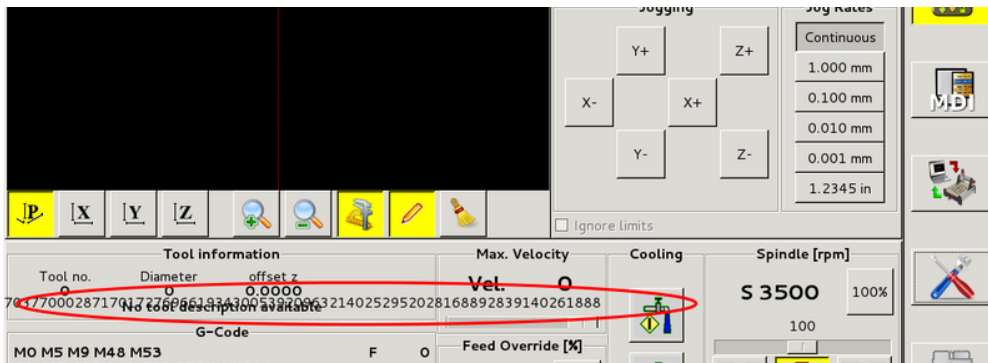 Jogging
Jog Rates
Continuous
Y+
Z+
1.000 mm
X-
X+
0.100 mm
MDI
0.010 mm
Y-
Z-
0.001 mm
1.2345 in
P
X
Y
Z
Ignore limits
Tool information
Max. Velocity
Cooling
Spindle [rpm]
Tool no.
Diameter
offset z
0
0
0.0000
Vel.
0
S 3500
100%
No tool description available
100
G-Code
Feed Override [%]
M0 M5 M9 M48 M53
F
0